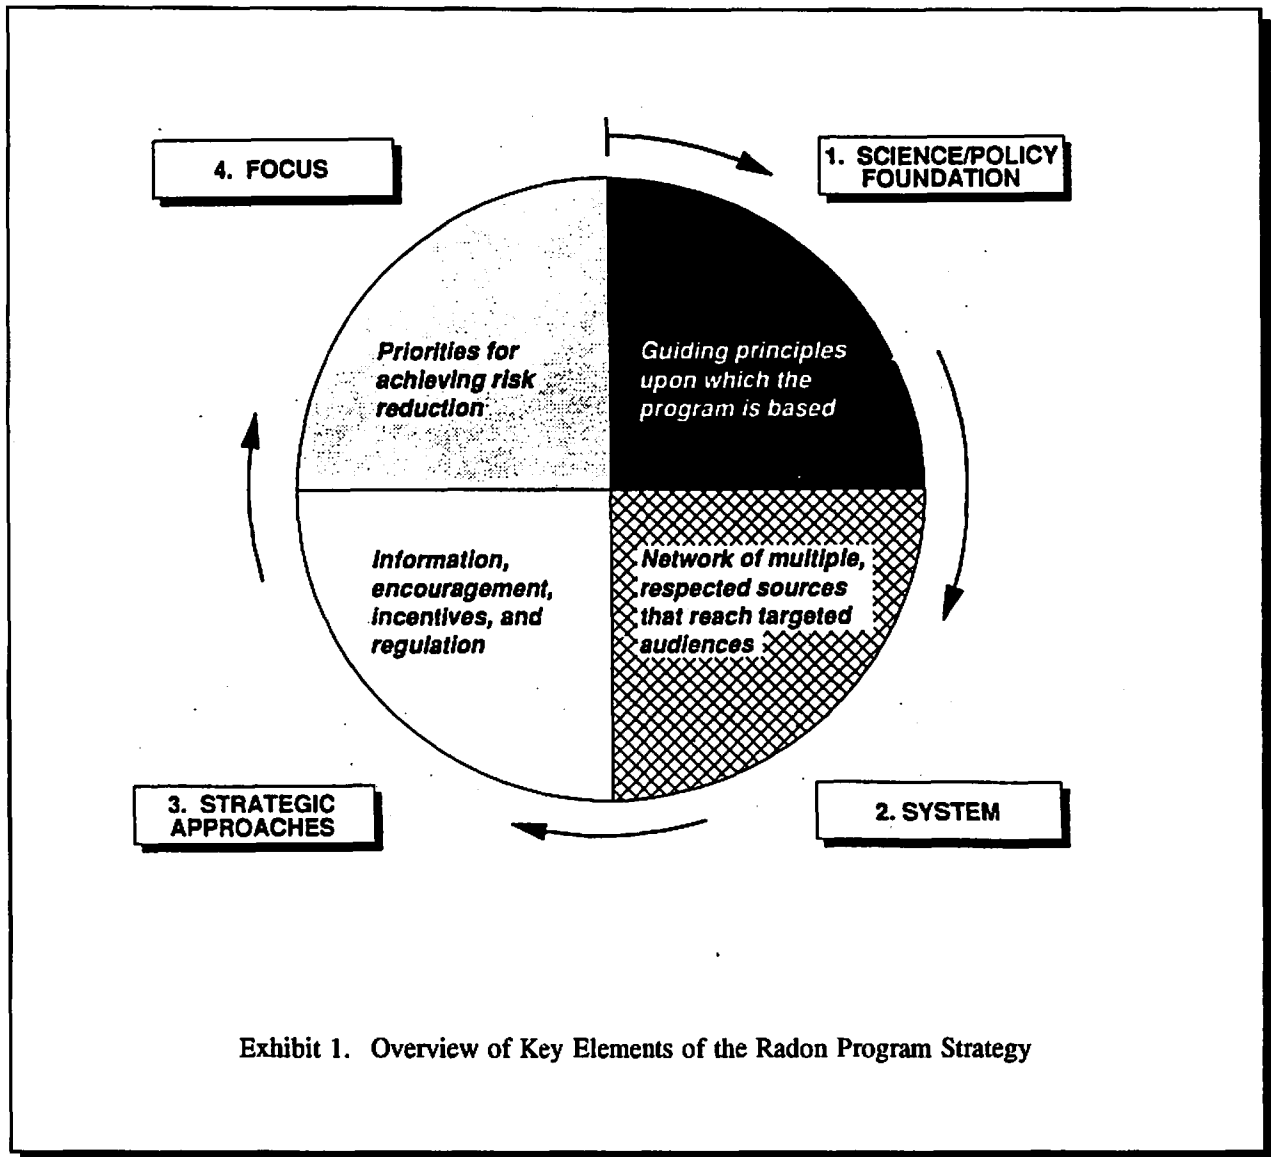 4. FOCUS
1. SCIENCE/POLICY
FOUNDATION
Priorities for
achieving risk
reduction
Guiding principles
upon which the
program is based
Information,
encouragement,
incentives, and
regulation
Network of multiple,
respected sources
that reach targeted
audiences
3. STRATEGIC
APPROACHES
2. SYSTEM
Exhibit 1. Overview of Key Elements of the Radon Program Strategy